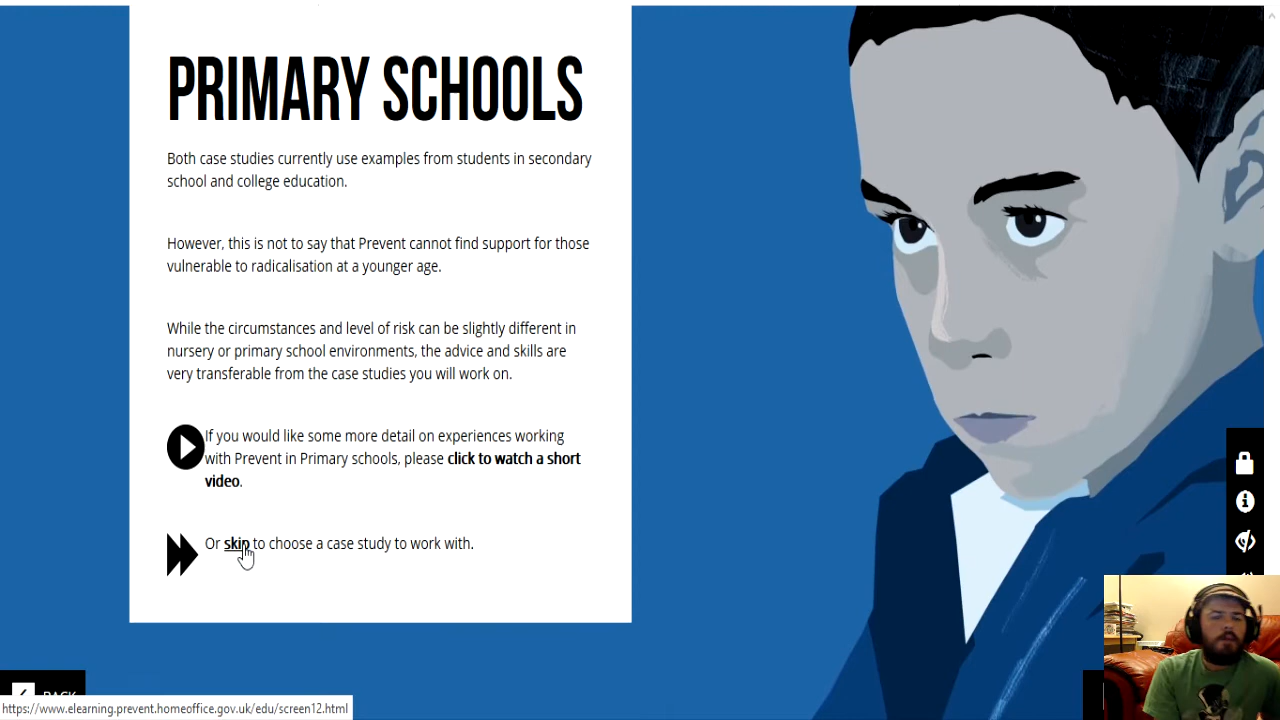 PRIMARY SCHOOLS
Both case studies currently use examples from students in secondary
school and college education.
However, this is not to say that Prevent cannot find support for those
vulnerable to radicalisation at a younger age.
While the circumstances and level of risk can be slightly different in
nursery or primary school environments, the advice and skills are
very transferable from the case studies you will work on.
If you would like some more detail on experiences working
with Prevent in Primary schools, please click to watch a short
video.
Or skip to choose a case study to work with.
BACK
https://www.elearning.prevent.homeoffice.gov.uk/edu/screen12.html